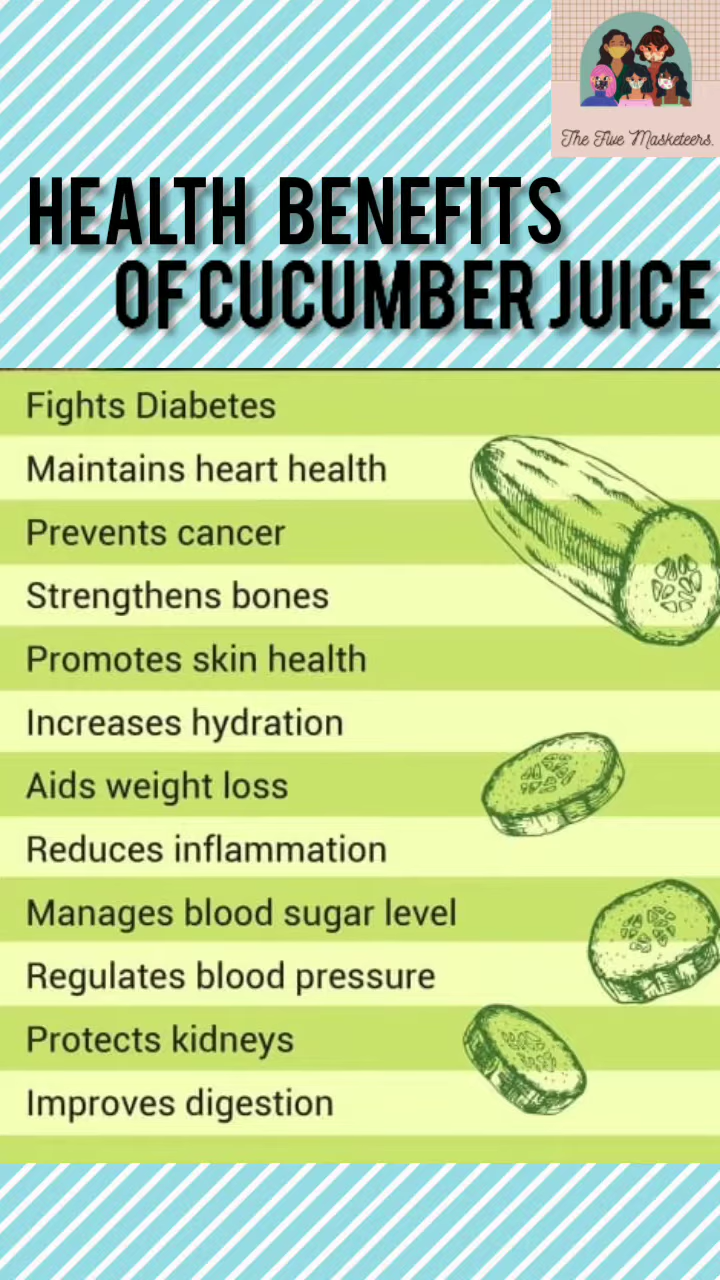 The Five Masketeers.
HEALTH BENEFITS
OF CUCUMBER JUICE
Fights Diabetes
Maintains heart health
Prevents cancer
Strengthens bones
Promotes skin health
Increases hydration
Aids weight loss
Reduces inflammation
Manages blood sugar level
Regulates blood pressure
Protects kidneys
Improves digestion